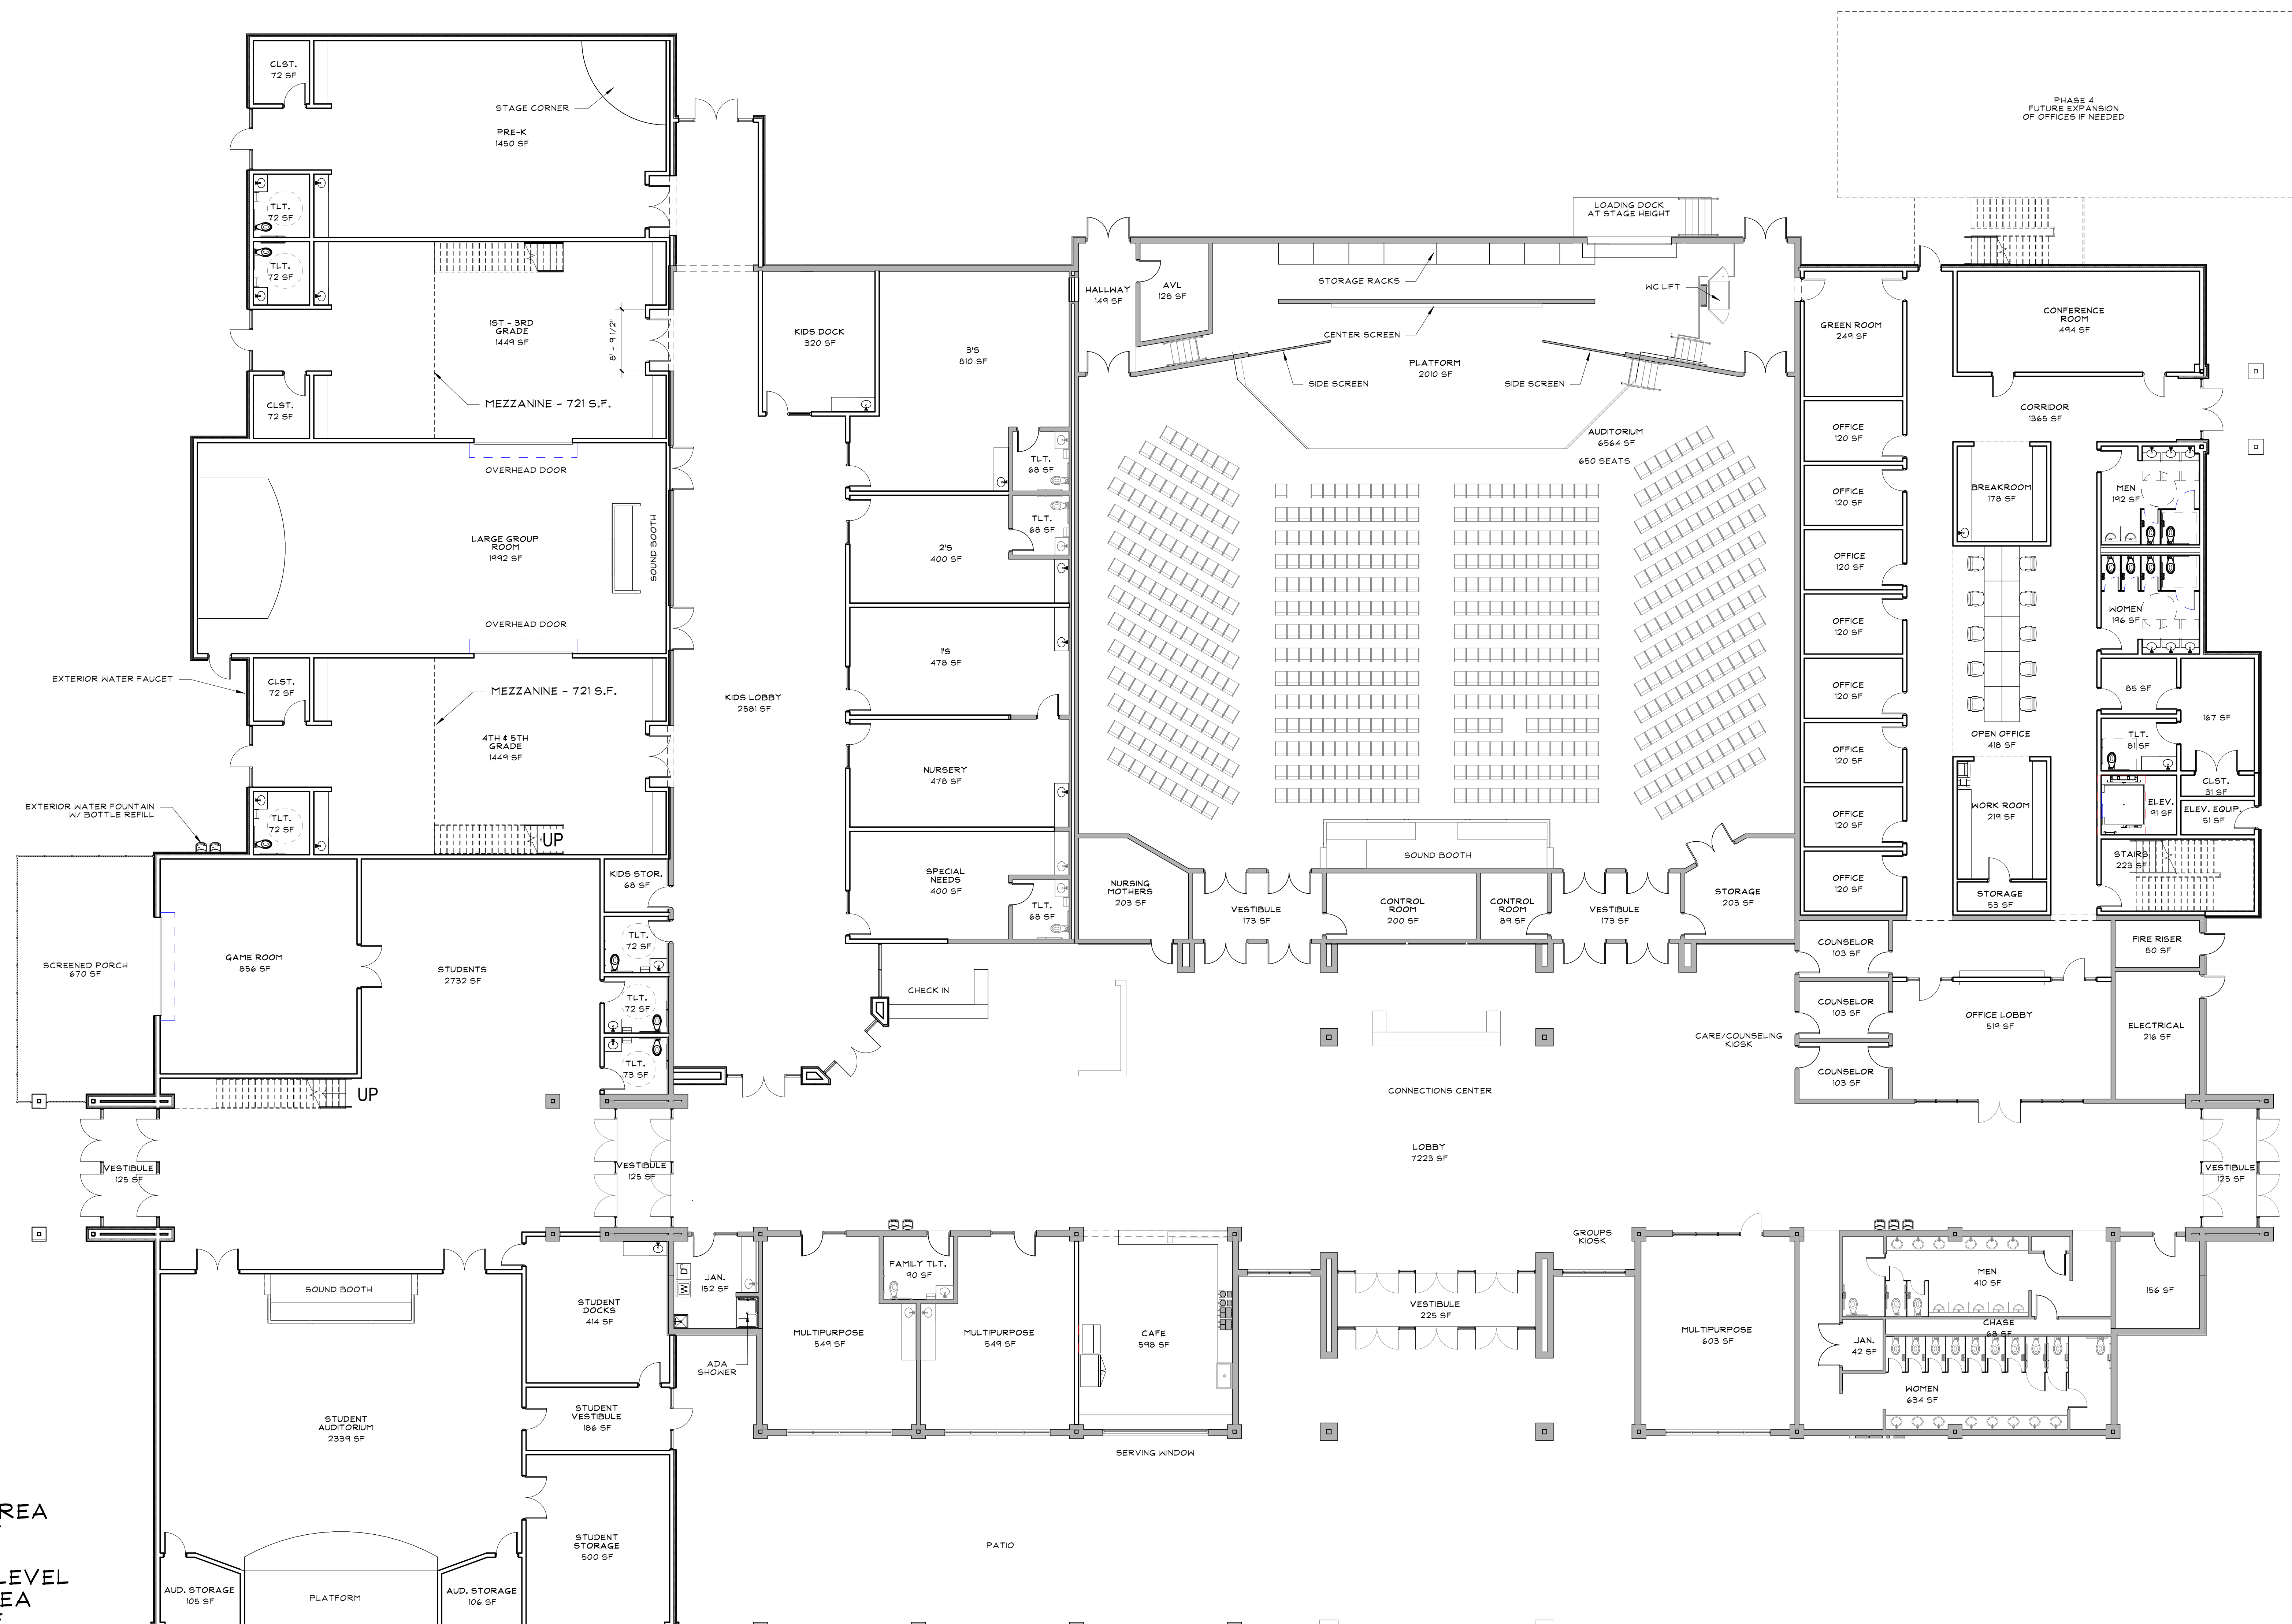 CLST.
72 SF
STAGE CORNER
PRE-K
1450 SF
TLT.
72 SF
TLT.
72 SF
1ST - 3RD
GRADE
1449 SF
8' - 9 1/2"
CLST.
72 SF
MEZZANINE - 721 S.F.
OVERHEAD DOOR
LARGE GROUP
ROOM
1992 SF
SOUND BOOTH
OVERHEAD DOOR
EXTERIOR WATER FAUCET
CLST.
72 SF
MEZZANINE - 721 S.F.
4TH & 5TH
GRADE
1449 SF
EXTERIOR WATER FOUNTAIN
W/ BOTTLE REFILL
TLT.
72 SF
UP
KIDS STOR.
68 SF
SCREENED PORCH
670 SF
GAME ROOM
856 SF
STUDENTS
2732 SF
TLT.
72 SF
TLT.
72 SF
TLT.
73 SF
UP
VESTIBULE
125 SF
VESTIBULE
125 SF
SOUND BOOTH
STUDENT
DOCKS
414 SF
STUDENT
AUDITORIUM
2339 SF
STUDENT
VESTIBULE
186 SF
STUDENT
STORAGE
500 SF
AUD. STORAGE
105 SF
PLATFORM
AUD. STORAGE
106 SF
REA
LEVEL
EA
KIDS DOCK
320 SF
3'S
810 SF
TLT.
68 SF
TLT.
68 SF
2'S
400 SF
1'S
478 SF
KIDS LOBBY
2581 SF
NURSERY
478 SF
SPECIAL
NEEDS
400 SF
TLT.
68 SF
CHECK IN
HALLWAY
149 SF
AVL
128 SF
STORAGE RACKS
CENTER SCREEN
LOADING DOCK
AT STAGE HEIGHT
WC LIFT
PLATFORM
2010 SF
SIDE SCREEN
SIDE SCREEN
AUDITORIUM
6564 SF
650 SEATS
SOUND BOOTH
NURSING
MOTHERS
203 SF
VESTIBULE
173 SF
CONTROL
ROOM
200 SF
CONTROL
ROOM
89 SF
VESTIBULE
173 SF
STORAGE
203 SF
PHASE 4
FUTURE EXPANSION
OF OFFICES IF NEEDED
GREEN ROOM
249 SF
CONFERENCE
ROOM
494 SF
CORRIDOR
1365 SF
OFFICE
120 SF
OFFICE
120 SF
OFFICE
120 SF
OFFICE
120 SF
OFFICE
120 SF
OFFICE
120 SF
OFFICE
120 SF
OFFICE
120 SF
BREAKROOM
178 SF
MEN
192 SF
WOMEN
196 SF
85 SF
167 SF
OPEN OFFICE
418 SF
TLT.
81 SF
CLST.
31 SF
WORK ROOM
219 SF
ELEV.
91 SF
ELEV. EQUIP.
51 SF
STAIRS
223 SF
STORAGE
53 SF
COUNSELOR
103 SF
COUNSELOR
103 SF
COUNSELOR
103 SF
FIRE RISER
80 SF
OFFICE LOBBY
519 SF
ELECTRICAL
216 SF
CARE/COUNSELING
KIOSK
CONNECTIONS CENTER
LOBBY
7223 SF
VESTIBULE
125 SF
GROUPS
KIOSK
JAN.
152 SF
W
D
ADA
SHOWER
MULTIPURPOSE
549 SF
FAMILY TLT.
90 SF
MULTIPURPOSE
549 SF
CAFE
598 SF
SERVING WINDOW
VESTIBULE
225 SF
MULTIPURPOSE
603 SF
MEN
410 SF
CHASE
68 SF
JAN.
42 SF
WOMEN
634 SF
156 SF
PATIO